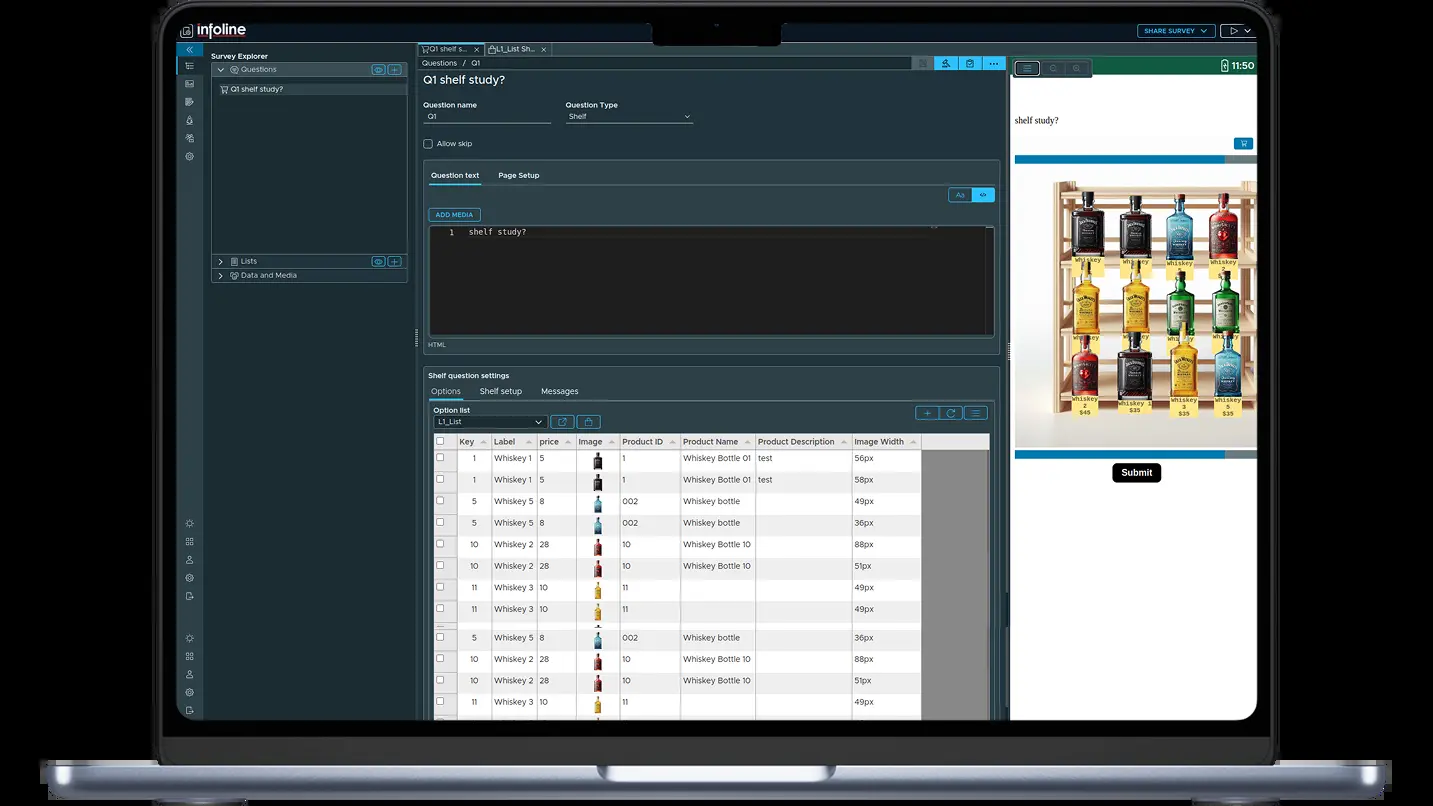 infoline
SHARE SURVEY
Survey Explorer
Questions
Q1 shelf study?
Lists
Data and Media
Q1 shelf s...
L1_List Sh...
Questions / Q1
Q1 shelf study?
Question name
Question Type
Q1
Shelf
Allow skip
Question text
Page Setup
Aa
ADD MEDIA
1 shelf study?
HTML
Shelf question settings
Options
Shelf setup
Messages
Option list
L1_List
Key Label price Image Product ID Product Name Product Description Image Width
1 Whiskey 1 5 1 Whiskey Bottle 01 test 56px
1 Whiskey 1 5 1 Whiskey Bottle 01 test 58px
5 Whiskey 5 8 002 Whiskey bottle 49px
5 Whiskey 5 8 002 Whiskey bottle 36px
10 Whiskey 2 28 10 Whiskey Bottle 10 88px
10 Whiskey 2 28 10 Whiskey Bottle 10 51px
11 Whiskey 3 10 11 49px
11 Whiskey 3 10 11 49px
5 Whiskey 5 8 002 Whiskey bottle 36px
10 Whiskey 2 28 10 Whiskey Bottle 10 88px
10 Whiskey 2 28 10 Whiskey Bottle 10 51px
11 Whiskey 3 10 11 49px
11:50
shelf study?
Whiskey
Whiskey
2
$45
Whiskey 1
$35
Whiskey
3
$35
Whiskey
5
$35
Submit